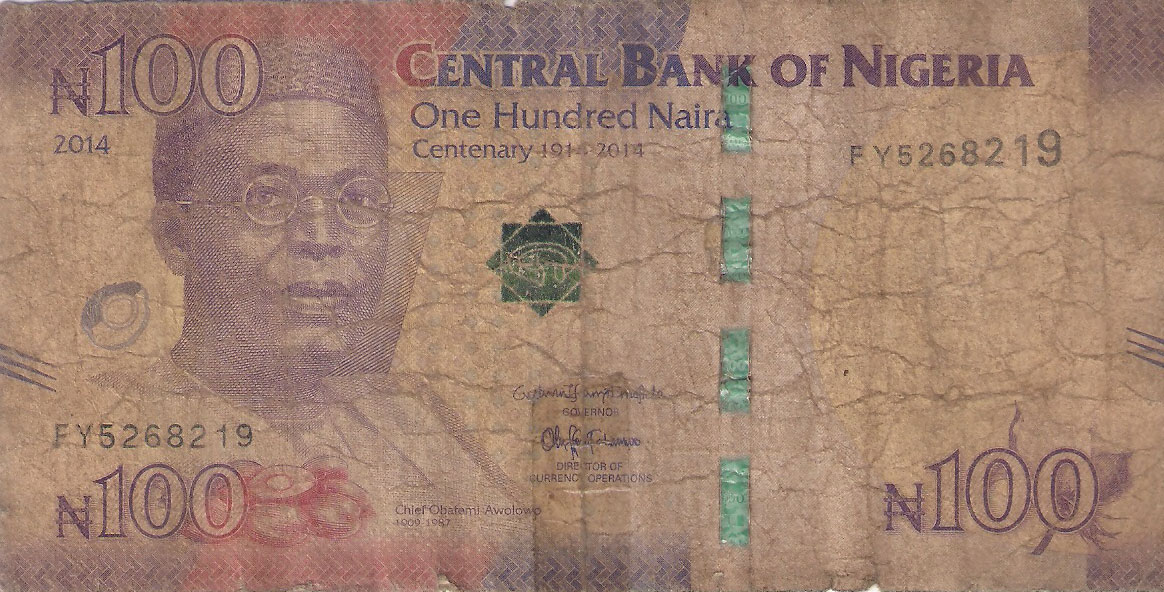 ₦100
CENTRAL BANK OF NIGERIA
One Hundred Naira
2014
Centenary 1914-2014
FY5268219
GOVERNOR
FY5268219
DIRECTOR OF
CURRENCY OPERATIONS
₦100
₦100
Chief Obafemi Awolowo
1909-1987